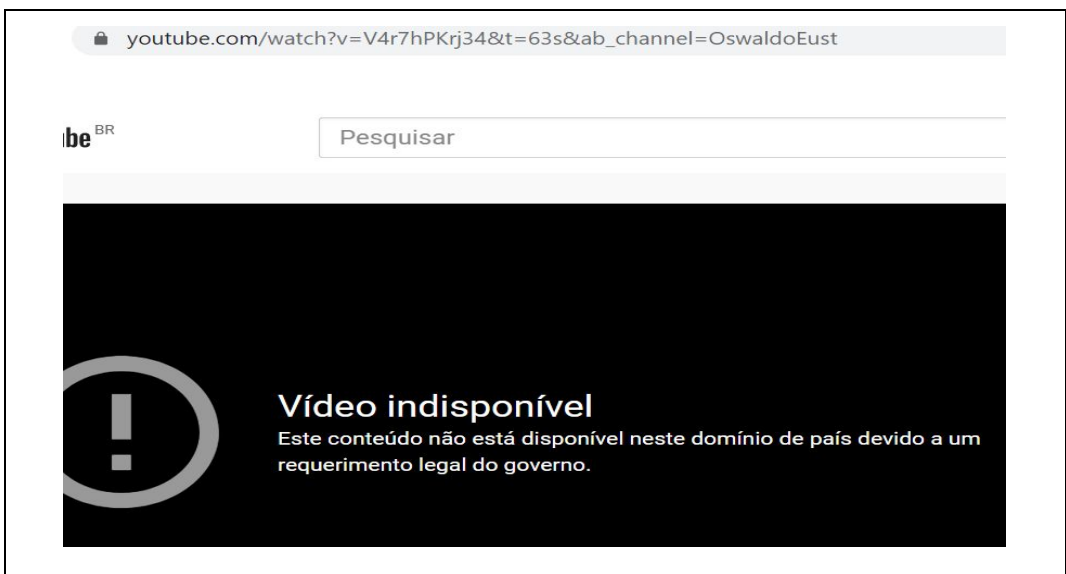 youtube.com/watch?v=V4r7hPKrj34&t=63s&ab_channel=OswaldoEust
ube BR
Pesquisar
Vídeo indisponível
Este conteúdo não está disponível neste domínio de país devido a um
requerimento legal do governo.